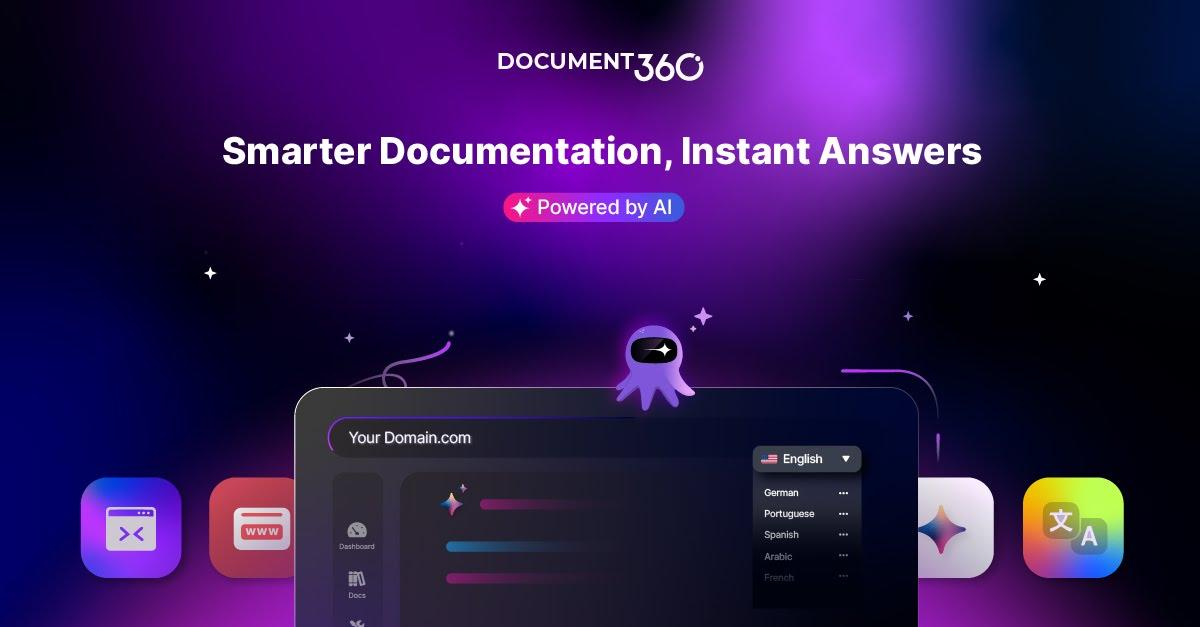 DOCUMENT360
Smarter Documentation, Instant Answers
Powered by AI
Your Domain.com
English
German
Portuguese
Spanish
Arabic
French
Dashboard
Docs
WWW
文
A